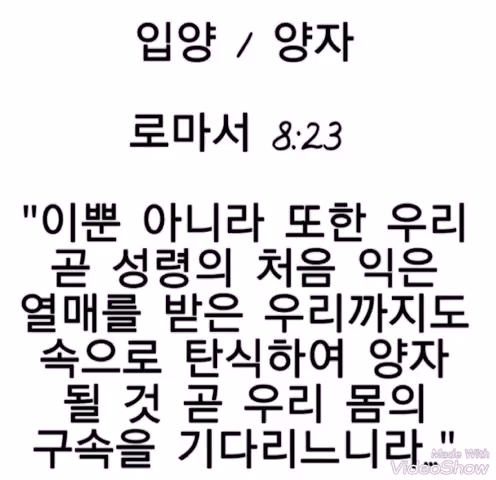 입양 / 양자
로마서 8:23
"이뿐 아니라 또한 우리
곧 성령의 처음 익은
열매를 받은 우리까지도
속으로 탄식하여 양자
될 것 곧 우리 몸의
구속을 기다리느니라..."
Made With
VideoShow